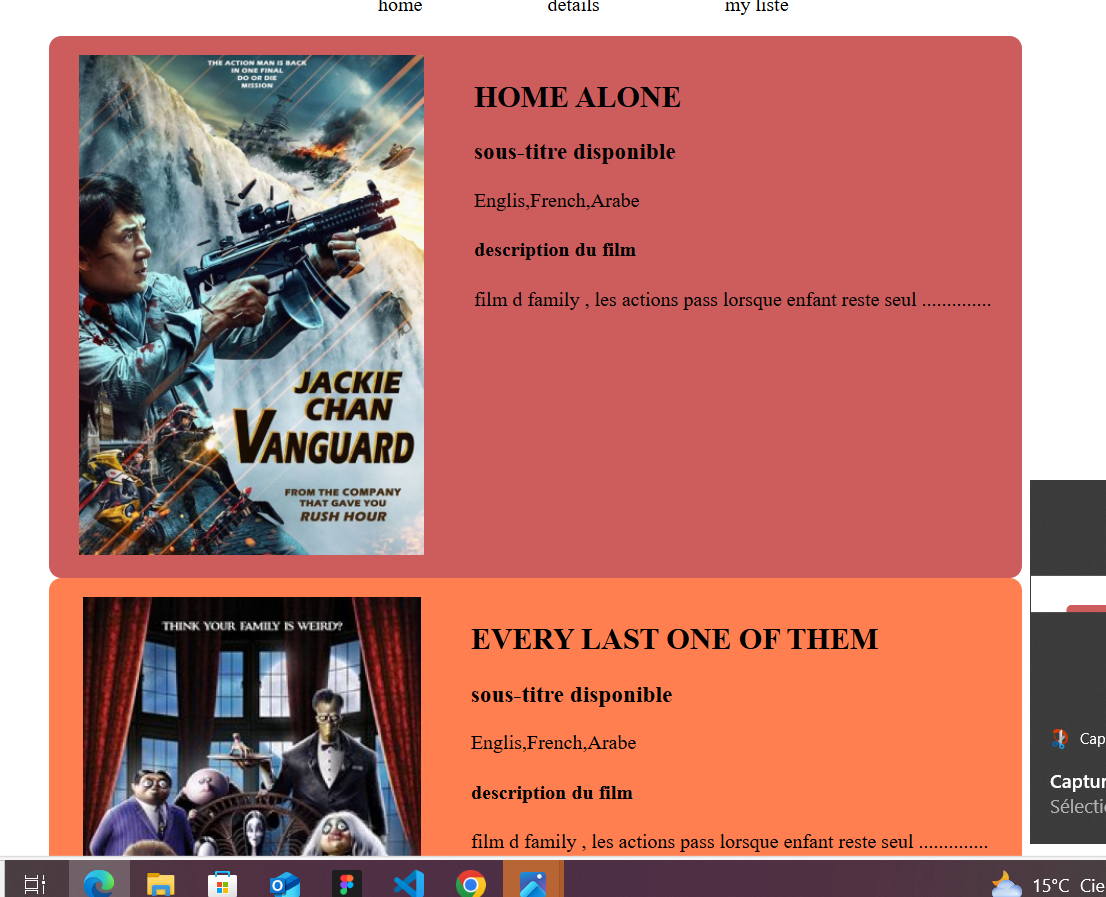 home details my liste
THE ACTION MAN IS BACK
IN ONE FINAL
DO OR DIE
MISSION
JACKIE
CHAN
VANGUARD
FROM THE COMPANY
THAT GAVE YOU
RUSH HOUR
HOME ALONE
sous-titre disponible
Englis,French,Arabe
description du film
film d family , les actions pass lorsque enfant reste seul ..............
THINK YOUR FAMILY IS WEIRD?
EVERY LAST ONE OF THEM
sous-titre disponible
Englis,French,Arabe
description du film
film d family , les actions pass lorsque enfant reste seul ..............
Cap
Captur
Sélecti
15°C Cie